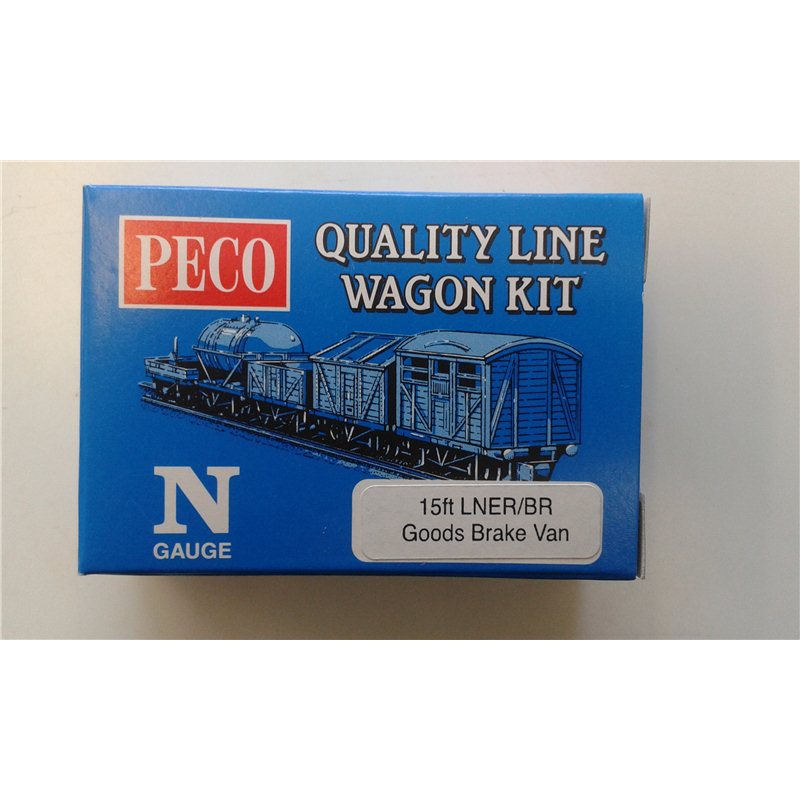 PECO
QUALITY LINE
WAGON KIT
N
GAUGE
15ft LNER/BR
Goods Brake Van